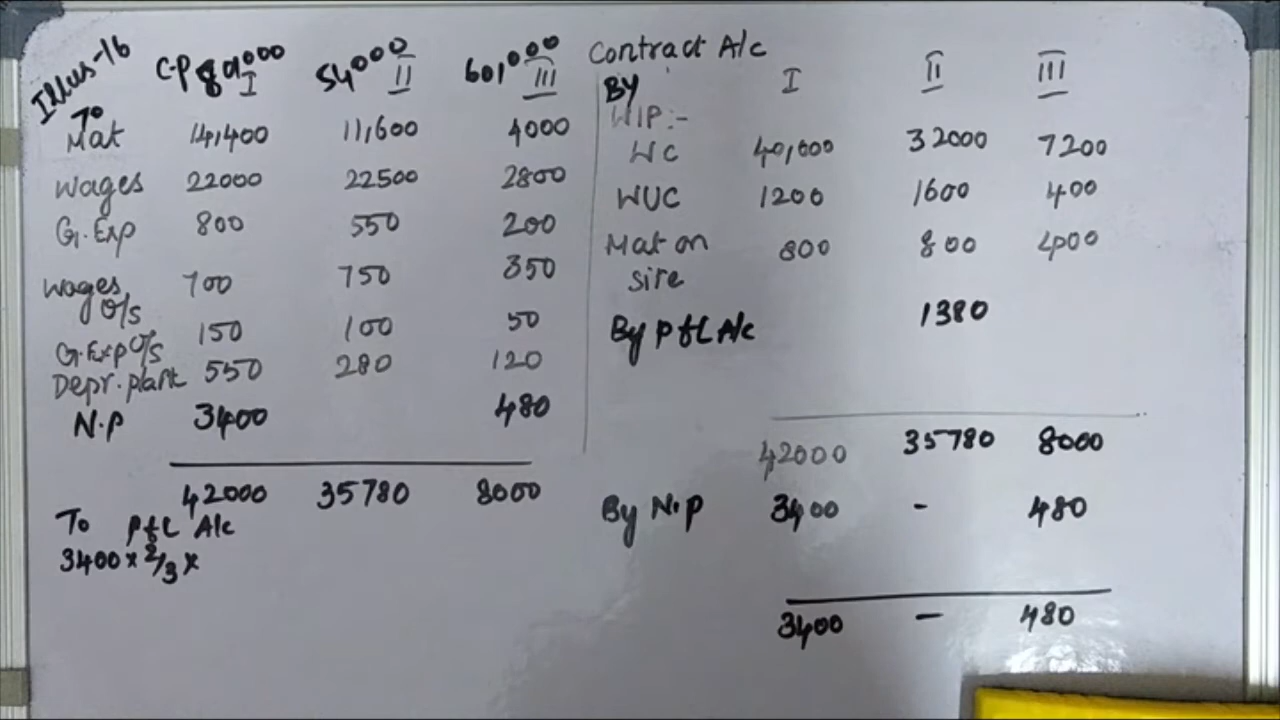 Illus-16
C.P 80,000 54000 60,000 Contract A/c
I II III By I II III
To
Mat 14,400 11,600 4000
WIP:-
WC 40,000 32000 7200
Wages 22000 22500 2800
WUC 1200 1600 400
G.Exp 800 550 200
Mat on site 800 800 400
Wages O/s 700 750 350
By P & L A/c 1380
G.Exp O/s 150 100 50
Depr. plant 550 280 120
N.P 3400 480
42000 35780 8000
42000 35780 8000
To P & L A/c
By N.P 3400 - 480
3400 × 2/3 ×
3400 - 480